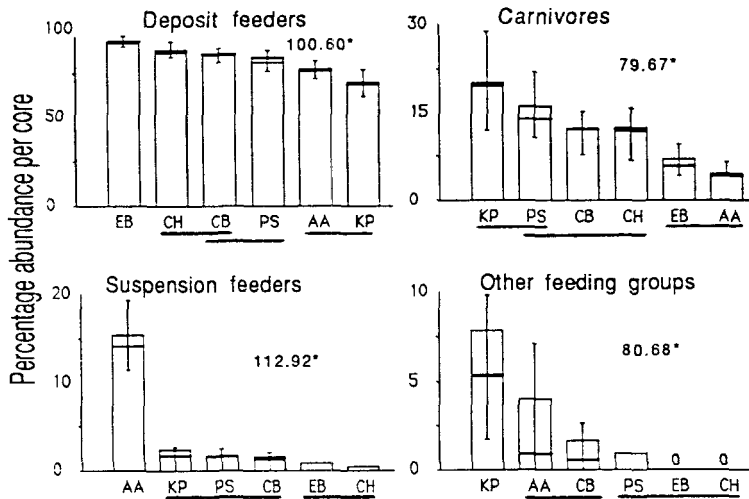 Percentage abundance per core
Deposit feeders
100.60*
100
50
0
EB CH CB PS AA KP
Carnivores
79.67*
30
15
0
KP PS CB CH EB AA
Suspension feeders
112.92*
20
10
0
AA KP PS CB EB CH
Other feeding groups
80.68*
10
5
0
0 0
KP AA CB PS EB CH